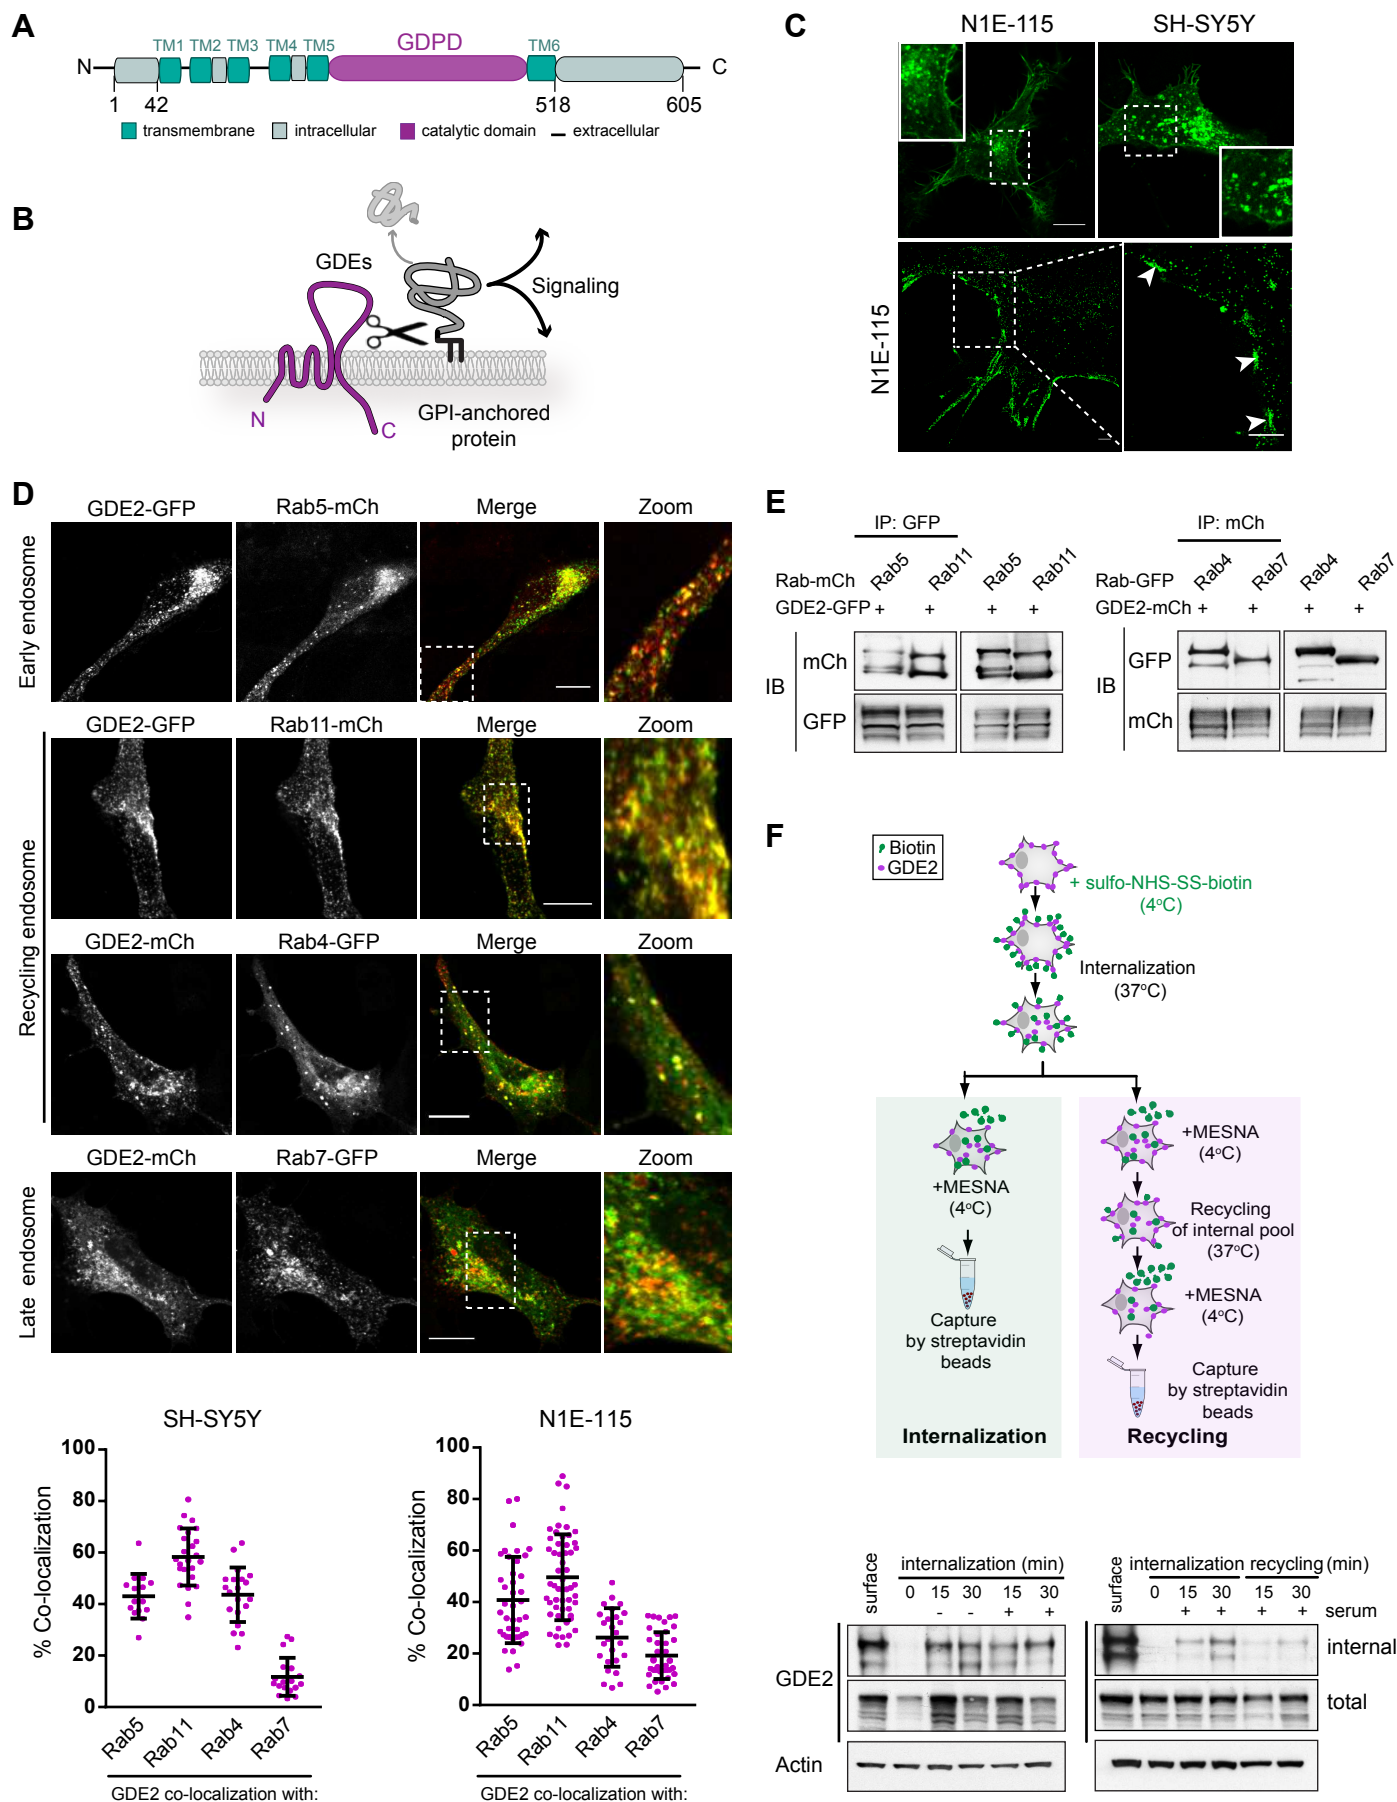 A
TM1 TM2 TM3 TM4 TM5 GDPD TM6
N C
1 42 518 605
transmembrane intracellular catalytic domain extracellular
B
GDEs
Signaling
N
C
GPI-anchored
protein
C
N1E-115 SH-SY5Y
N1E-115
D
GDE2-GFP Rab5-mCh Merge Zoom
Early endosome
GDE2-GFP Rab11-mCh Merge Zoom
Recycling endosome
GDE2-mCh Rab4-GFP Merge Zoom
GDE2-mCh Rab7-GFP Merge Zoom
Late endosome
SH-SY5Y
% Co-localization
100
80
60
40
20
0
Rab5 Rab11 Rab4 Rab7
GDE2 co-localization with:
N1E-115
% Co-localization
100
80
60
40
20
0
Rab5 Rab11 Rab4 Rab7
GDE2 co-localization with:
E
IP: GFP
Rab-mCh Rab5 Rab11 Rab5 Rab11
GDE2-GFP + + + +
IB
mCh
GFP
IP: mCh
Rab-GFP Rab4 Rab7 Rab4 Rab7
GDE2-mCh + + + +
IB
GFP
mCh
F
Biotin
GDE2
+ sulfo-NHS-SS-biotin
(4ºC)
Internalization
(37ºC)
+MESNA
(4ºC)
Capture
by streptavidin
beads
Internalization
+MESNA
(4ºC)
Recycling
of internal pool
(37ºC)
+MESNA
(4ºC)
Capture
by streptavidin
beads
Recycling
surface
internalization (min)
0 15 30 15 30
- - + +
surface
internalization recycling (min)
0 15 30 15 30
+ + + + serum
GDE2
internal
total
Actin